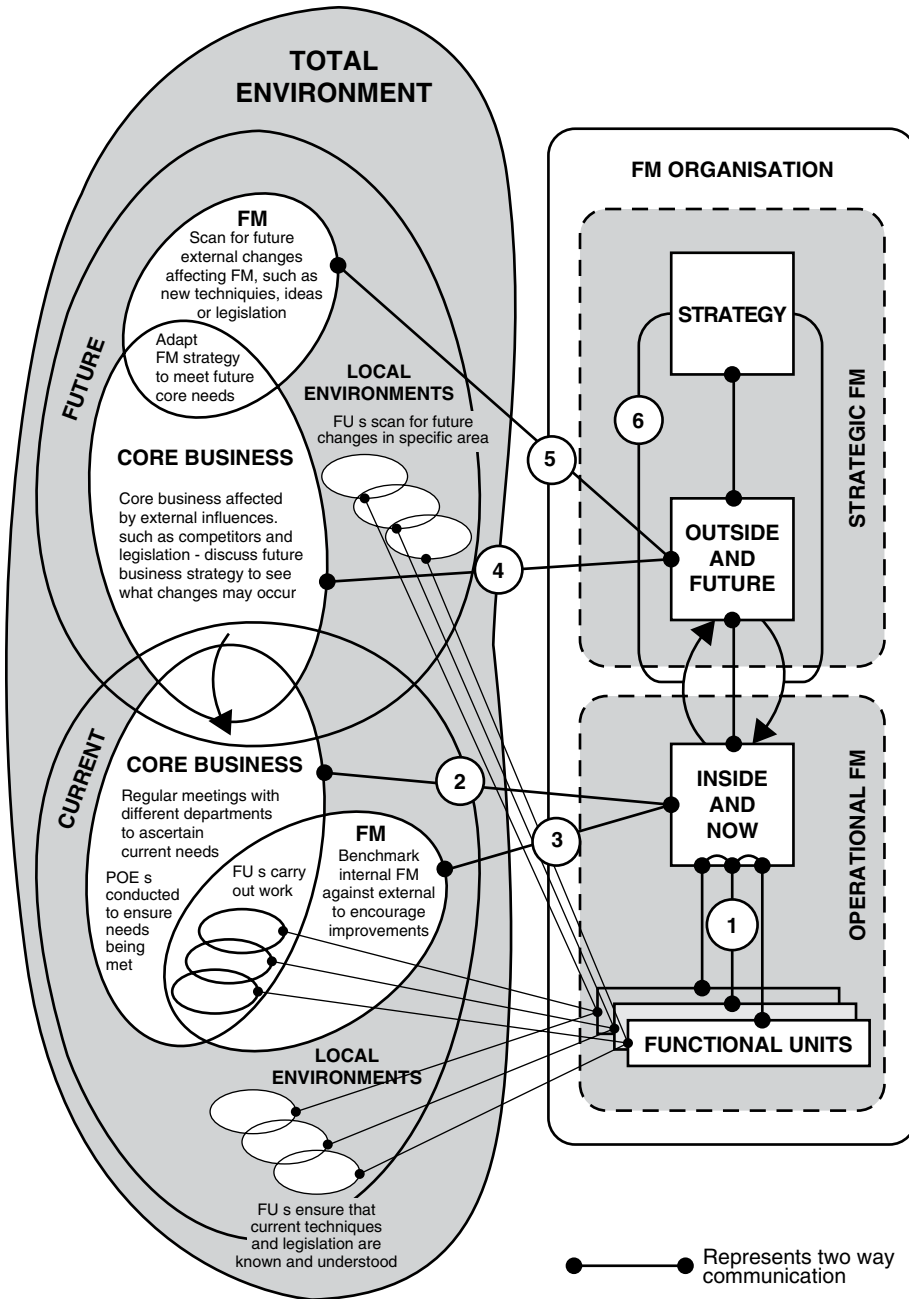 TOTAL
ENVIRONMENT
FUTURE
FM
Scan for future
external changes
affecting FM, such as
new techniquies, ideas
or legislation
Adapt
FM strategy
to meet future
core needs
LOCAL
ENVIRONMENTS
FU s scan for future
changes in specific area
CORE BUSINESS
Core business affected
by external influences.
such as competitors and
legislation - discuss future
business strategy to see
what changes may occur
CURRENT
CORE BUSINESS
Regular meetings with
different departments
to ascertain
current needs
POE s
conducted
to ensure
needs
being
met
FU s carry
out work
FM
Benchmark
internal FM
against external
to encourage
improvements
LOCAL
ENVIRONMENTS
FU s ensure that
current techniques
and legislation are
known and understood
FM ORGANISATION
STRATEGY
STRATEGIC FM
6
5
OUTSIDE
AND
FUTURE
4
2
INSIDE
AND
NOW
3
OPERATIONAL FM
1
FUNCTIONAL UNITS
Represents two way
communication